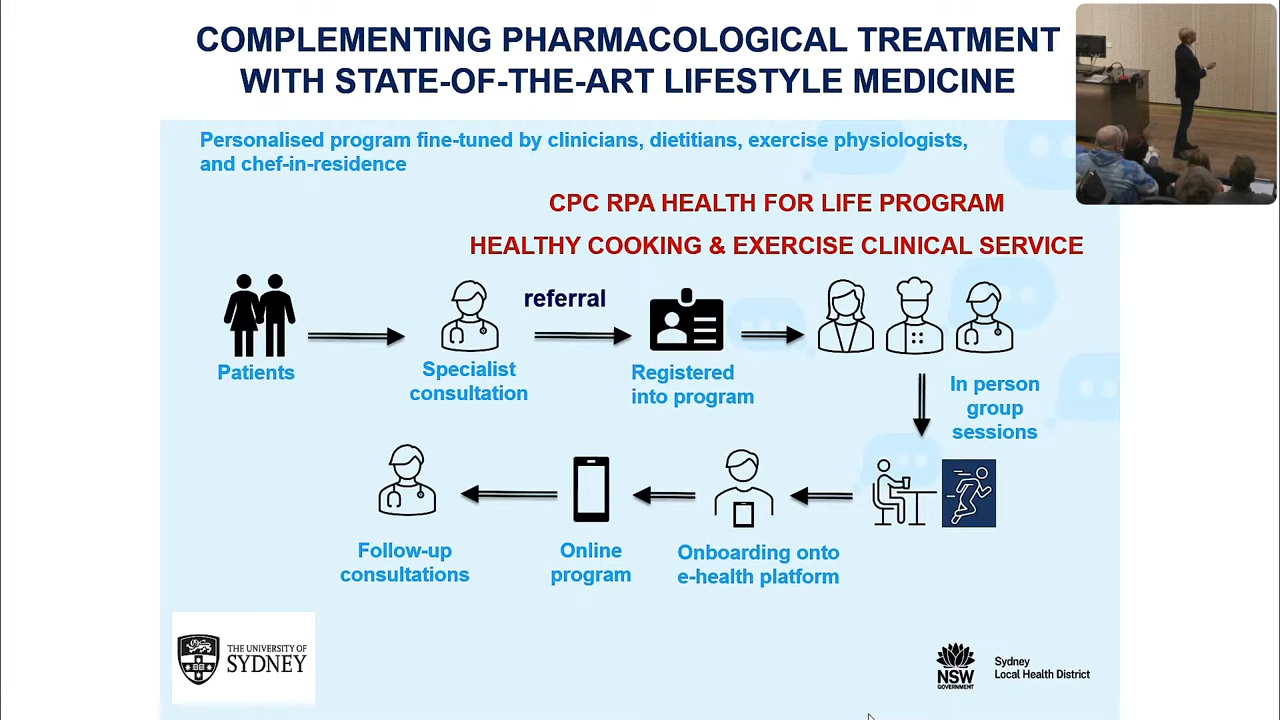 COMPLEMENTING PHARMACOLOGICAL TREATMENT
WITH STATE-OF-THE-ART LIFESTYLE MEDICINE
Personalised program fine-tuned by clinicians, dietitians, exercise physiologists,
and chef-in-residence
CPC RPA HEALTH FOR LIFE PROGRAM
HEALTHY COOKING & EXERCISE CLINICAL SERVICE
referral
Patients
Specialist
consultation
Registered
into program
In person
group
sessions
Follow-up
consultations
Online
program
Onboarding onto
e-health platform
THE UNIVERSITY OF
SYDNEY
NSW
GOVERNMENT
Sydney
Local Health District